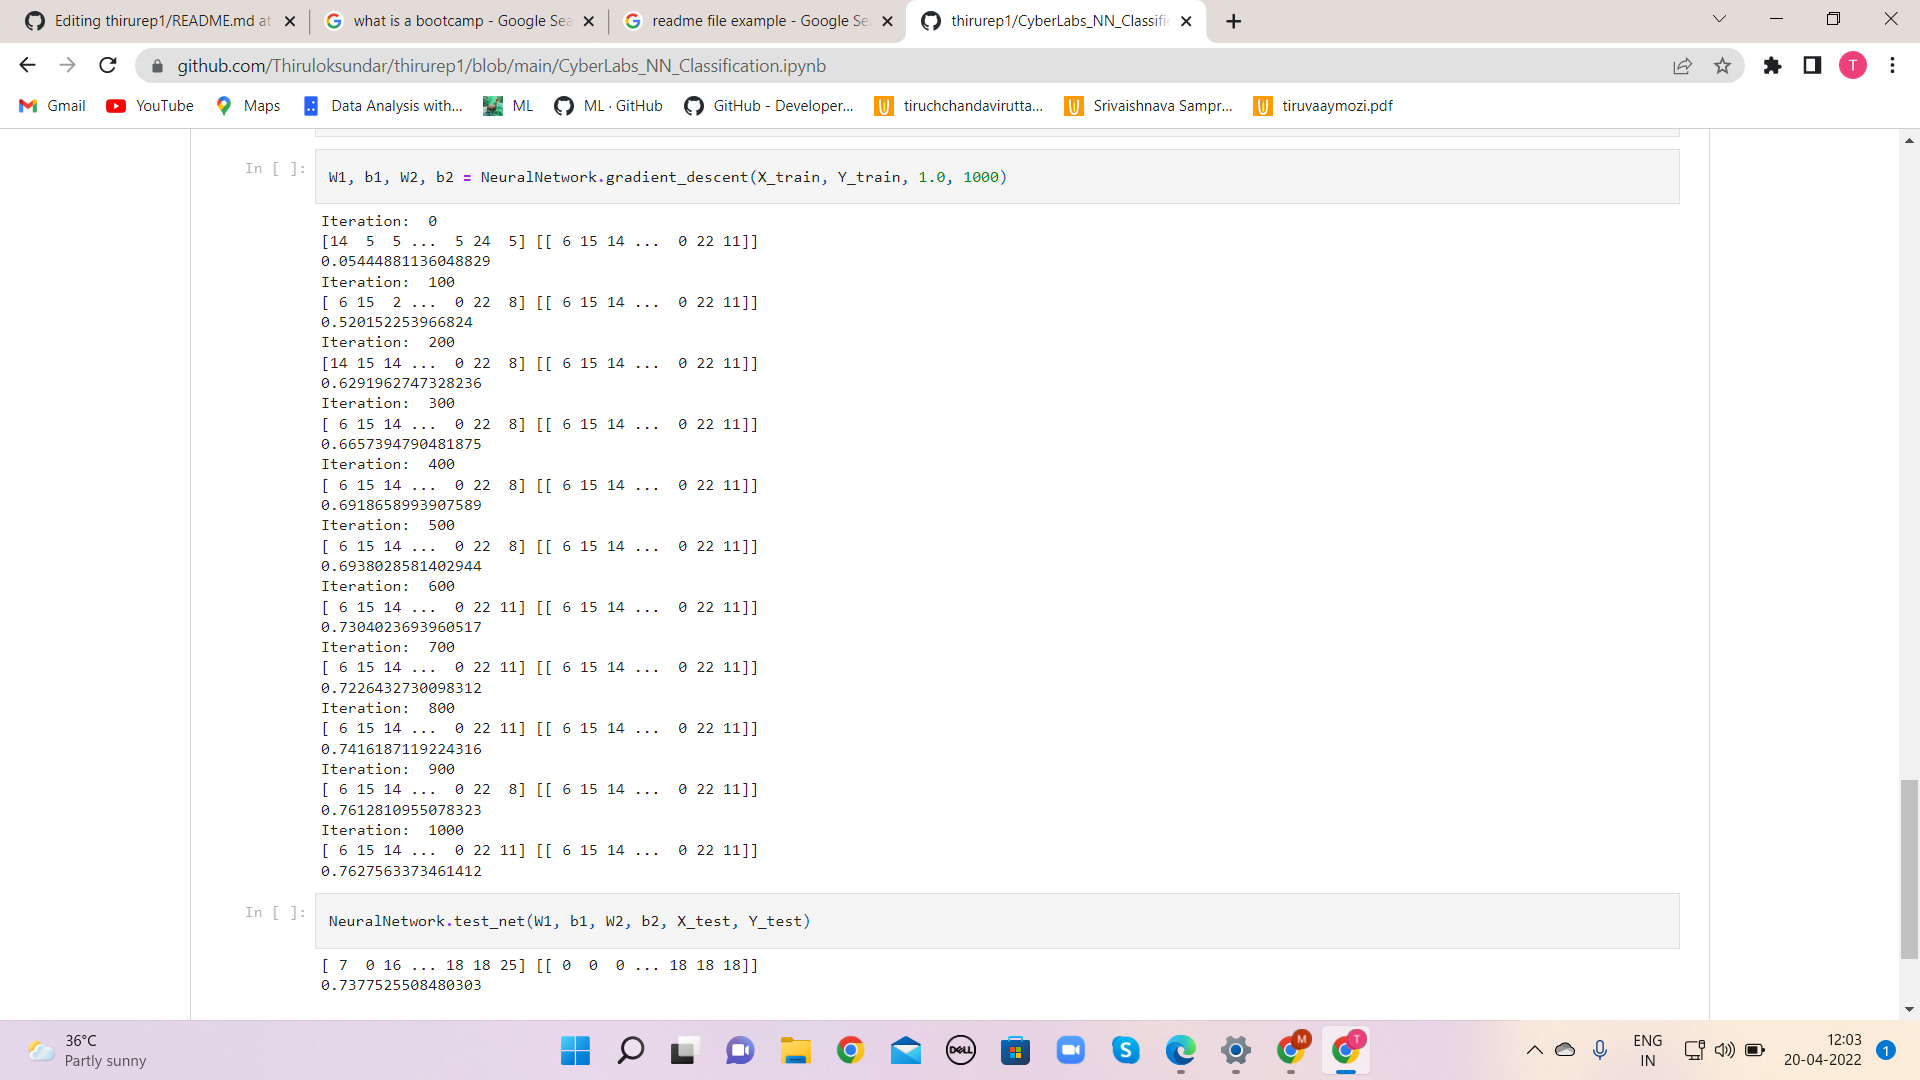 Editing thirurep1/README.md at
what is a bootcamp - Google Sea
readme file example - Google Se
thirurep1/CyberLabs_NN_Classific
github.com/Thiruloksundar/thirurep1/blob/main/CyberLabs_NN_Classification.ipynb
T
Gmail
YouTube
Maps
Data Analysis with...
ML
ML · GitHub
GitHub - Developer...
tiruchchandavirutta...
Srivaishnava Sampr...
tiruvaaymozi.pdf
In [ ]:
W1, b1, W2, b2 = NeuralNetwork.gradient_descent(X_train, Y_train, 1.0, 1000)
Iteration:  0
[14  5  5 ...  5 24  5] [[ 6 15 14 ...  0 22 11]]
0.05444881136048829
Iteration:  100
[ 6 15  2 ...  0 22  8] [[ 6 15 14 ...  0 22 11]]
0.520152253966824
Iteration:  200
[14 15 14 ...  0 22  8] [[ 6 15 14 ...  0 22 11]]
0.6291962747328236
Iteration:  300
[ 6 15 14 ...  0 22  8] [[ 6 15 14 ...  0 22 11]]
0.6657394790481875
Iteration:  400
[ 6 15 14 ...  0 22  8] [[ 6 15 14 ...  0 22 11]]
0.6918658993907589
Iteration:  500
[ 6 15 14 ...  0 22  8] [[ 6 15 14 ...  0 22 11]]
0.6938028581402944
Iteration:  600
[ 6 15 14 ...  0 22 11] [[ 6 15 14 ...  0 22 11]]
0.7304023693960517
Iteration:  700
[ 6 15 14 ...  0 22 11] [[ 6 15 14 ...  0 22 11]]
0.7226432730098312
Iteration:  800
[ 6 15 14 ...  0 22 11] [[ 6 15 14 ...  0 22 11]]
0.7416187119224316
Iteration:  900
[ 6 15 14 ...  0 22  8] [[ 6 15 14 ...  0 22 11]]
0.7612810955078323
Iteration:  1000
[ 6 15 14 ...  0 22 11] [[ 6 15 14 ...  0 22 11]]
0.7627563373461412
In [ ]:
NeuralNetwork.test_net(W1, b1, W2, b2, X_test, Y_test)
[ 7  0 16 ... 18 18 25] [[ 0  0  0 ... 18 18 18]]
0.7377525508480303
36°C
Partly sunny
DELL
S
M
T
ENG
IN
12:03
20-04-2022
1